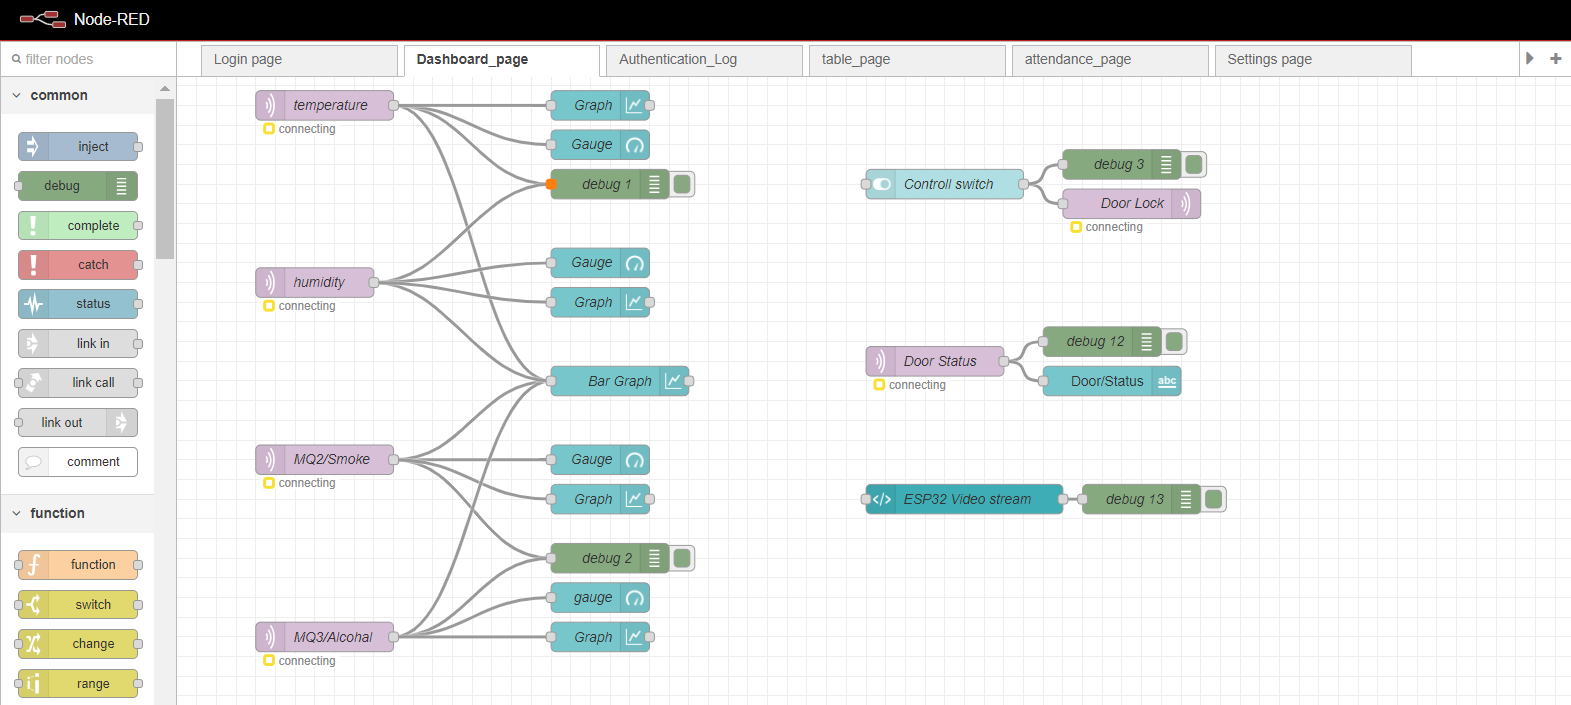 Node-RED
filter nodes
Login page
Dashboard_page
Authentication_Log
table_page
attendance_page
Settings page
common
inject
debug
complete
catch
status
link in
link call
link out
comment
function
function
switch
change
range
temperature
connecting
Graph
Gauge
debug 1
humidity
connecting
Gauge
Graph
Bar Graph
MQ2/Smoke
connecting
Gauge
Graph
debug 2
gauge
MQ3/Alcohal
connecting
Graph
Controll switch
debug 3
Door Lock
connecting
Door Status
connecting
debug 12
Door/Status
abc
ESP32 Video stream
debug 13